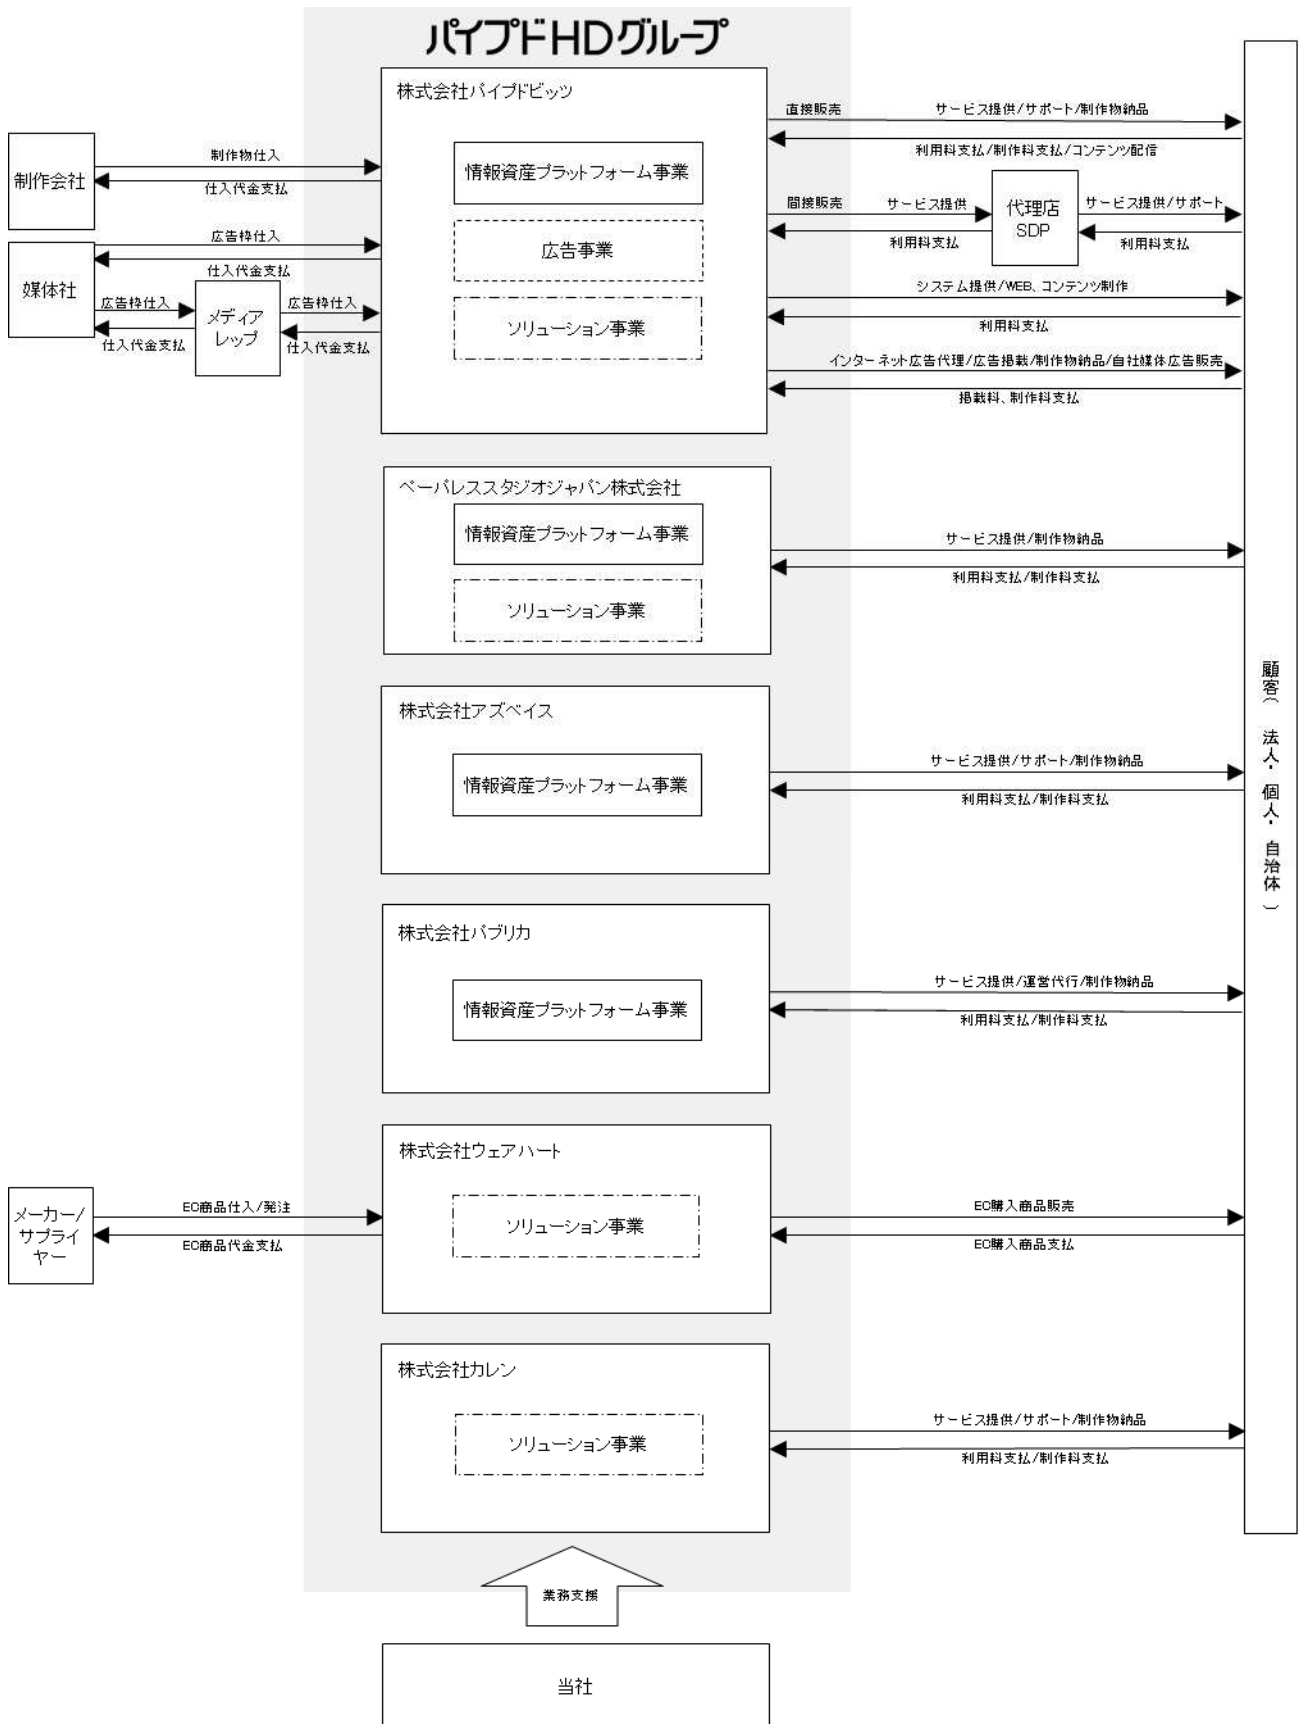 パイプドHDグループ
株式会社パイプドビッツ
情報資産プラットフォーム事業
広告事業
ソリューション事業
制作会社
制作物仕入
仕入代金支払
媒体社
広告枠仕入
仕入代金支払
広告枠仕入
仕入代金支払
メディア
レップ
広告枠仕入
仕入代金支払
直接販売
サービス提供/サポート/制作物納品
利用料支払/制作料支払/コンテンツ配信
間接販売
サービス提供
利用料支払
代理店
SDP
サービス提供/サポート
利用料支払
システム提供/WEB、コンテンツ制作
利用料支払
インターネット広告代理/広告掲載/制作物納品/自社媒体広告販売
掲載料、制作料支払
ペーパレススタジオジャパン株式会社
情報資産プラットフォーム事業
ソリューション事業
サービス提供/制作物納品
利用料支払/制作料支払
株式会社アズベイス
情報資産プラットフォーム事業
サービス提供/サポート/制作物納品
利用料支払/制作料支払
株式会社パブリカ
情報資産プラットフォーム事業
サービス提供/運営代行/制作物納品
利用料支払/制作料支払
株式会社ウェアハート
ソリューション事業
メーカー/
サプライ
ヤー
EC商品仕入/発注
EC商品代金支払
EC購入商品販売
EC購入商品支払
株式会社カレン
ソリューション事業
サービス提供/サポート/制作物納品
利用料支払/制作料支払
顧客（法人・個人・自治体）
業務支援
当社